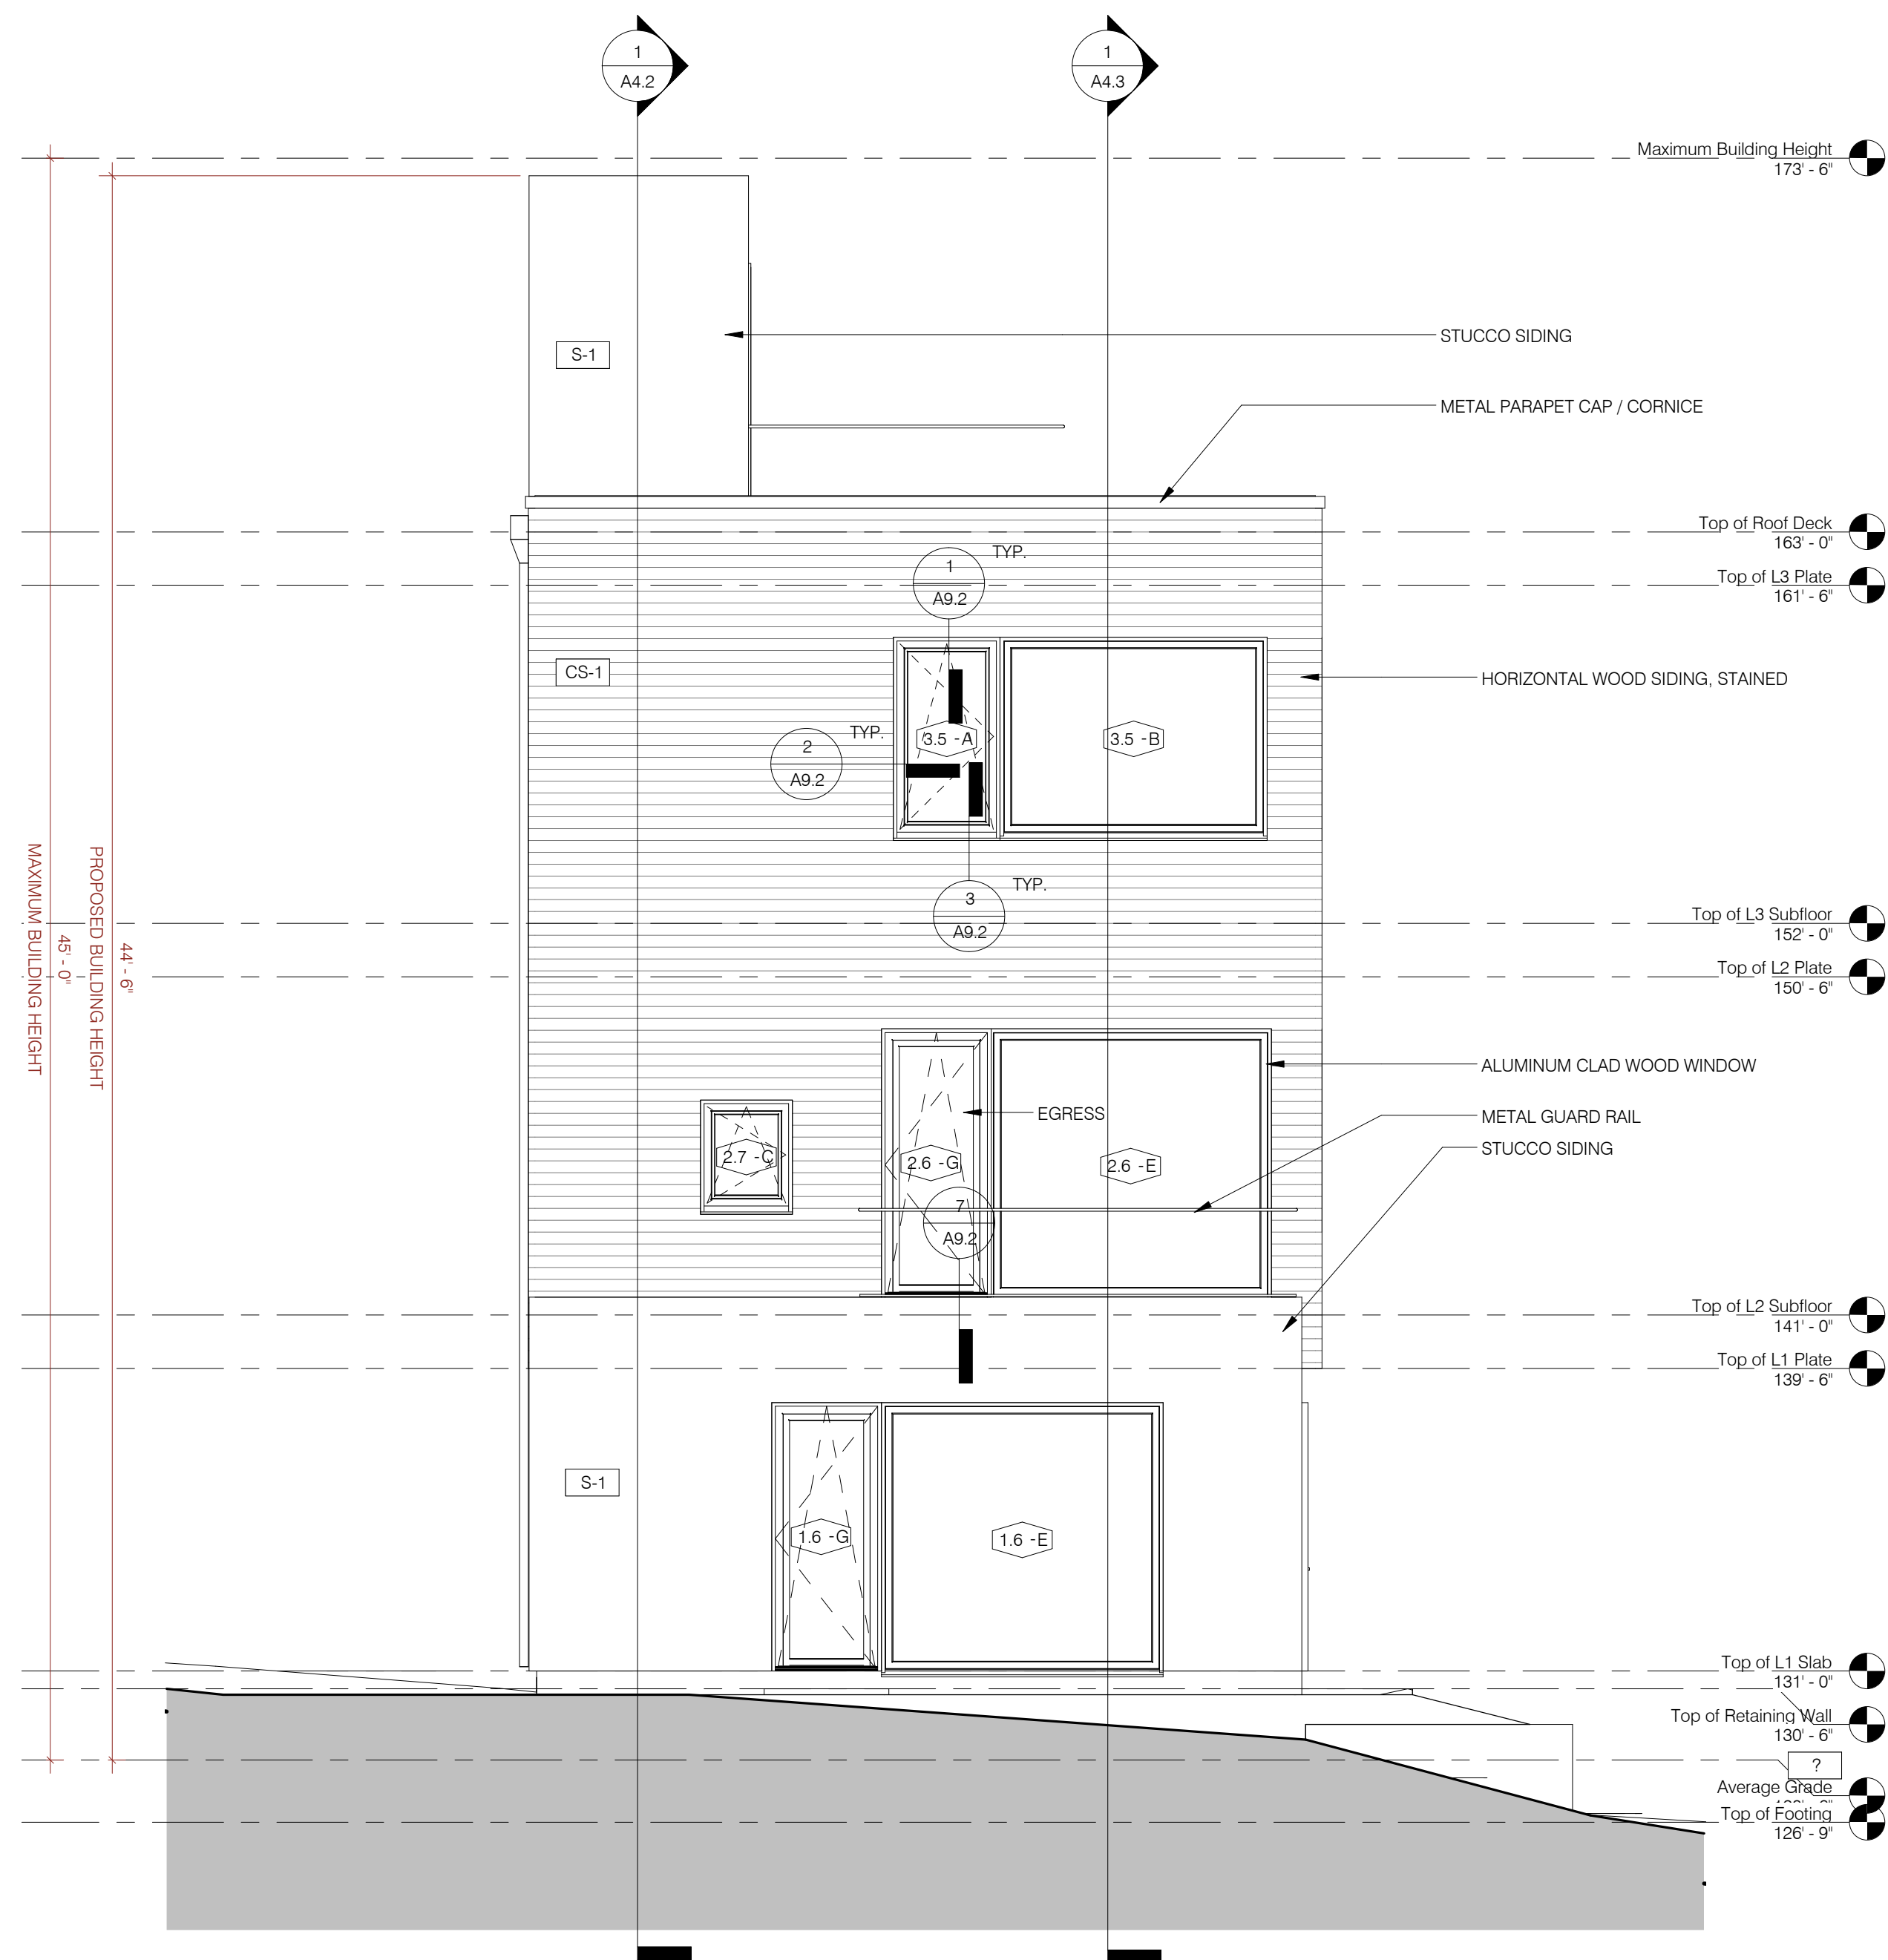 1
A4.2
1
A4.3
Maximum Building Height
173' - 6"
STUCCO SIDING
S-1
METAL PARAPET CAP / CORNICE
Top of Roof Deck
163' - 0"
TYP.
1
A9.2
Top of L3 Plate
161' - 6"
CS-1
HORIZONTAL WOOD SIDING, STAINED
TYP.
2
A9.2
3.5 -A
3.5 -B
TYP.
3
A9.2
Top of L3 Subfloor
152' - 0"
Top of L2 Plate
150' - 6"
MAXIMUM BUILDING HEIGHT
45' - 0"
PROPOSED BUILDING HEIGHT
44' - 6"
ALUMINUM CLAD WOOD WINDOW
EGRESS
METAL GUARD RAIL
STUCCO SIDING
2.7 -C
2.6 -G
2.6 -E
7
A9.2
Top of L2 Subfloor
141' - 0"
Top of L1 Plate
139' - 6"
S-1
1.6 -G
1.6 -E
Top of L1 Slab
131' - 0"
Top of Retaining Wall
130' - 6"
?
Average Grade
Top of Footing
126' - 9"